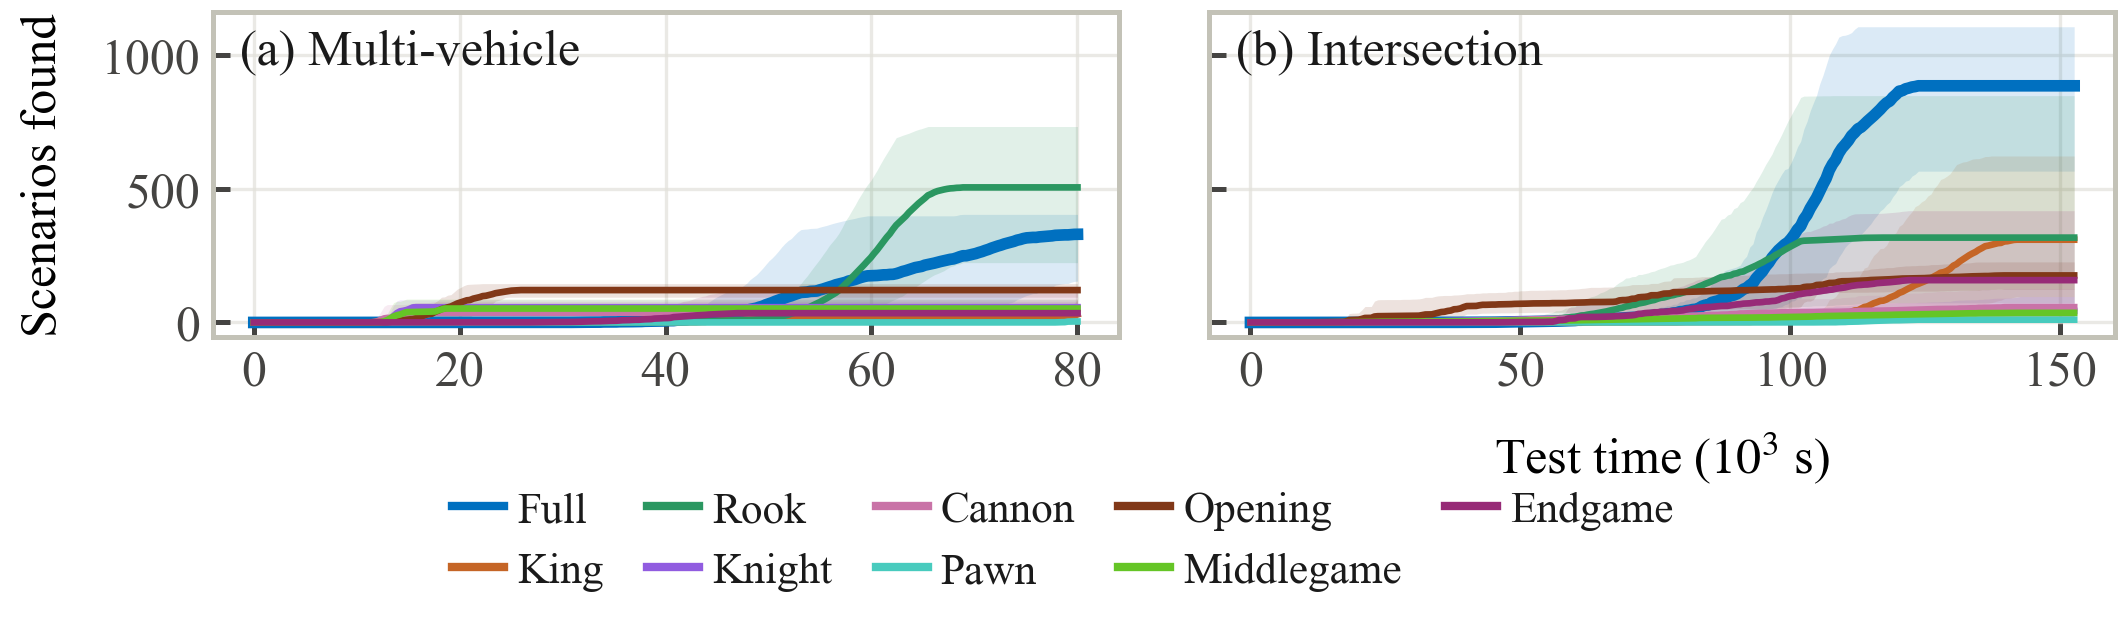 Scenarios found
(a) Multi-vehicle
(b) Intersection
1000
500
0
0 20 40 60 80
0 50 100 150
Test time (10³ s)
Full Rook Cannon Opening Endgame
King Knight Pawn Middlegame